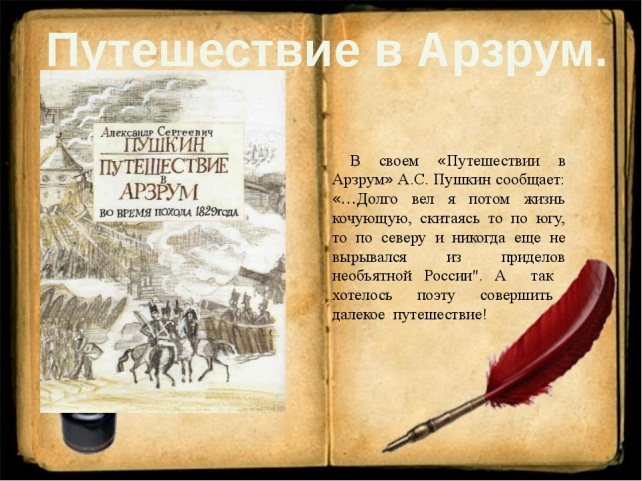 Путешествие в Арзрум.
Александр Сергеевич
ПУШКИН
ПУТЕШЕСТВИЕ
В
АРЗРУМ
ВО ВРЕМЯ ПОХОДА 1829 ГОДА
В своем «Путешествии в
Арзрум» А.С. Пушкин сообщает:
«…Долго вел я потом жизнь
кочующую, скитаясь то по югу,
то по северу и никогда еще не
вырывался из приделов
необъятной России". А так
хотелось поэту совершить
далекое путешествие!